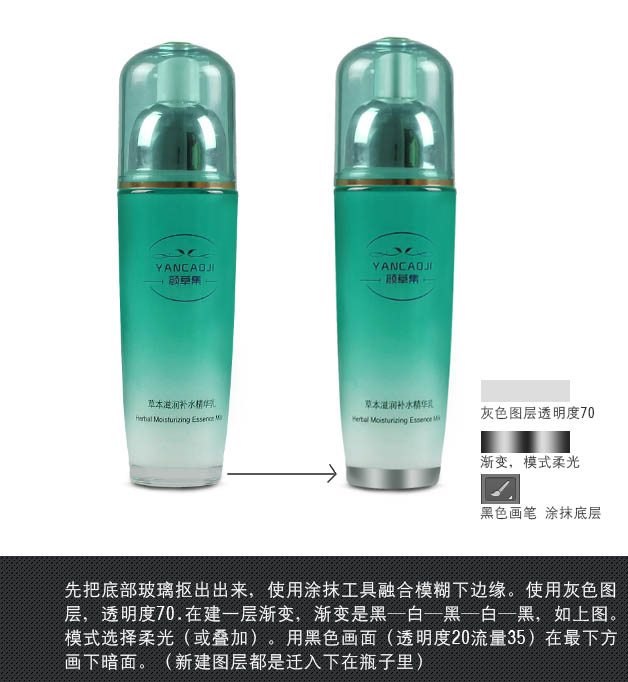 YANCAOJI
颜草集
草本滋润补水精华乳
Herbal Moisturizing Essence Milk
YANCAOJI
颜草集
草本滋润补水精华乳
Herbal Moisturizing Essence Milk
灰色图层透明度70
渐变，模式柔光
黑色画笔 涂抹底层
先把底部玻璃抠出出来，使用涂抹工具融合模糊下边缘。使用灰色图
层，透明度70.在建一层渐变，渐变是黑—白—黑—白—黑，如上图。
模式选择柔光（或叠加）。用黑色画面（透明度20流量35）在最下方
画下暗面。（新建图层都是迁入下在瓶子里）